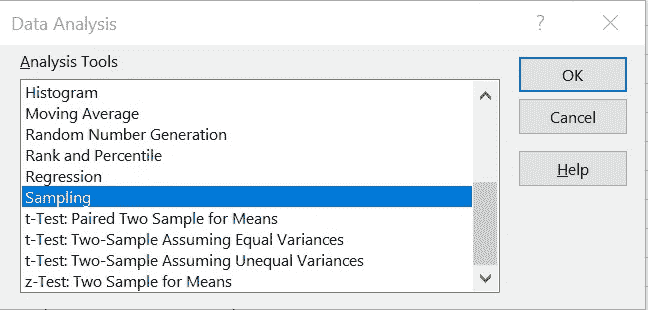 Data Analysis
?
Analysis Tools
Histogram
Moving Average
Random Number Generation
Rank and Percentile
Regression
Sampling
t-Test: Paired Two Sample for Means
t-Test: Two-Sample Assuming Equal Variances
t-Test: Two-Sample Assuming Unequal Variances
z-Test: Two Sample for Means
OK
Cancel
Help